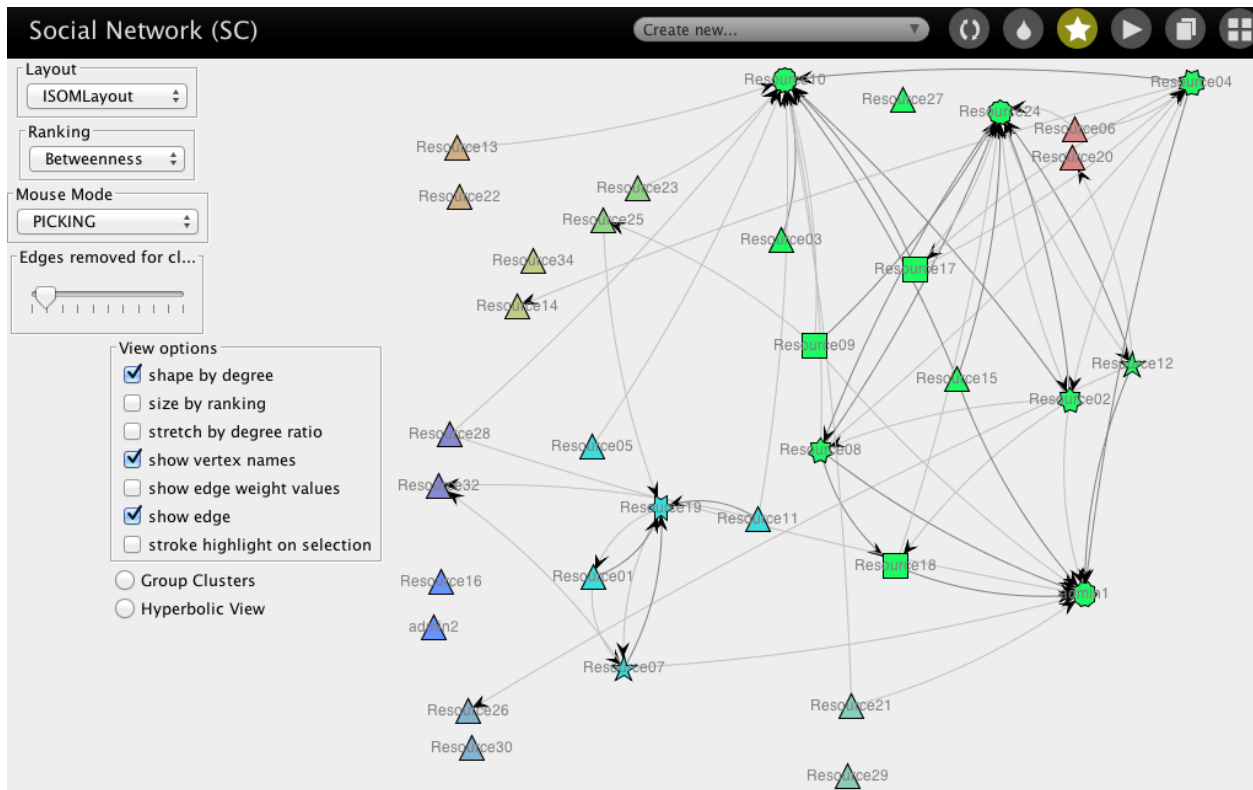 Social Network (SC)
Create new...
Layout
ISOMLayout
Ranking
Betweenness
Mouse Mode
PICKING
Edges removed for cl...
View options
shape by degree
size by ranking
stretch by degree ratio
show vertex names
show edge weight values
show edge
stroke highlight on selection
Group Clusters
Hyperbolic View
Resource10
Resource04
Resource27
Resource24
Resource06
Resource13
Resource20
Resource22
Resource23
Resource25
Resource03
Resource34
Resource17
Resource14
Resource09
Resource12
Resource15
Resource02
Resource28
Resource05
Resource08
Resource32
Resource19
Resource11
Resource18
Resource16
Resource01
admin1
admin2
Resource07
Resource26
Resource21
Resource30
Resource29